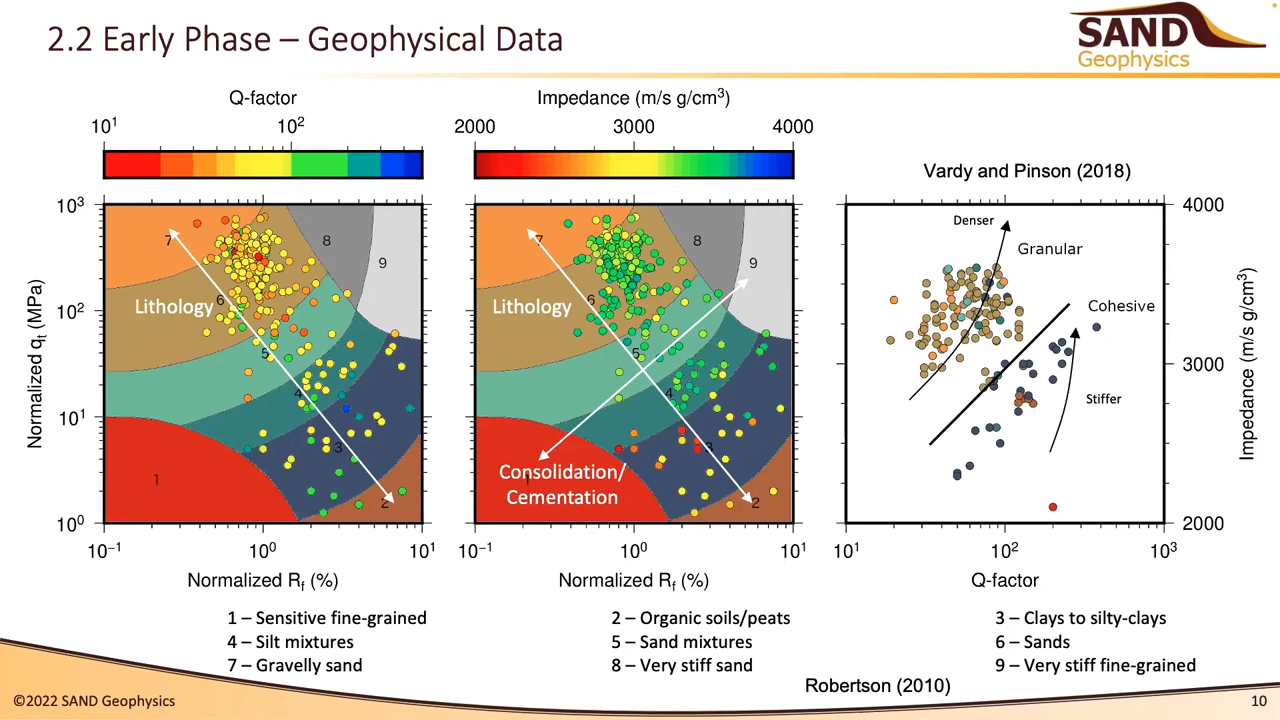 2.2 Early Phase – Geophysical Data
SAND
Geophysics
Q-factor
10¹ 10²
Impedance (m/s g/cm³)
2000 3000 4000
Vardy and Pinson (2018)
Normalized qt (MPa)
10³
10²
10¹
10⁰
7
8
9
6
5
4
3
1
2
Lithology
10⁻¹ 10⁰ 10¹
Normalized Rf (%)
7
8
9
6
5
4
3
1
2
Lithology
Consolidation/
Cementation
10⁻¹ 10⁰ 10¹
Normalized Rf (%)
Denser
Granular
Cohesive
Stiffer
4000
3000
2000
Impedance (m/s g/cm³)
10¹ 10² 10³
Q-factor
1 – Sensitive fine-grained 2 – Organic soils/peats 3 – Clays to silty-clays
4 – Silt mixtures 5 – Sand mixtures 6 – Sands
7 – Gravelly sand 8 – Very stiff sand 9 – Very stiff fine-grained
Robertson (2010)
©2022 SAND Geophysics
10